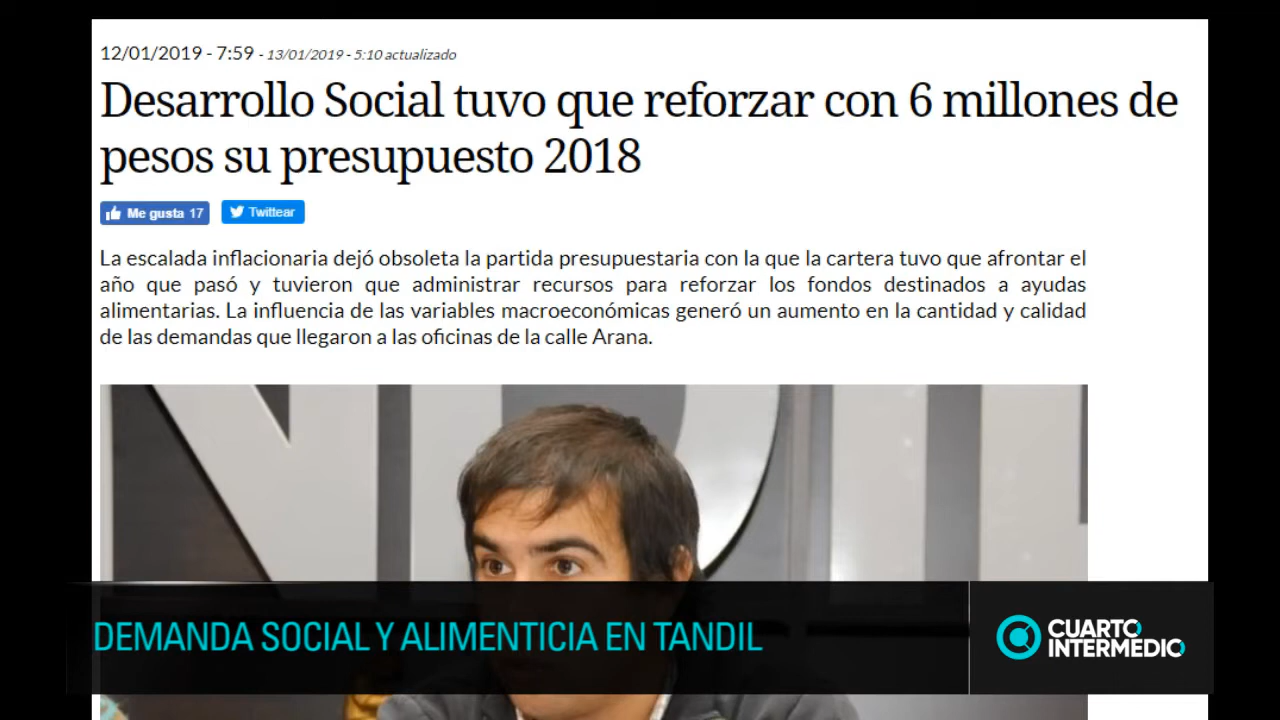 12/01/2019 - 7:59 - 13/01/2019 - 5:10 actualizado
Desarrollo Social tuvo que reforzar con 6 millones de
pesos su presupuesto 2018
Me gusta 17 Twittear
La escalada inflacionaria dejó obsoleta la partida presupuestaria con la que la cartera tuvo que afrontar el
año que pasó y tuvieron que administrar recursos para reforzar los fondos destinados a ayudas
alimentarias. La influencia de las variables macroeconómicas generó un aumento en la cantidad y calidad
de las demandas que llegaron a las oficinas de la calle Arana.
DEMANDA SOCIAL Y ALIMENTICIA EN TANDIL
CUARTO
INTERMEDIO